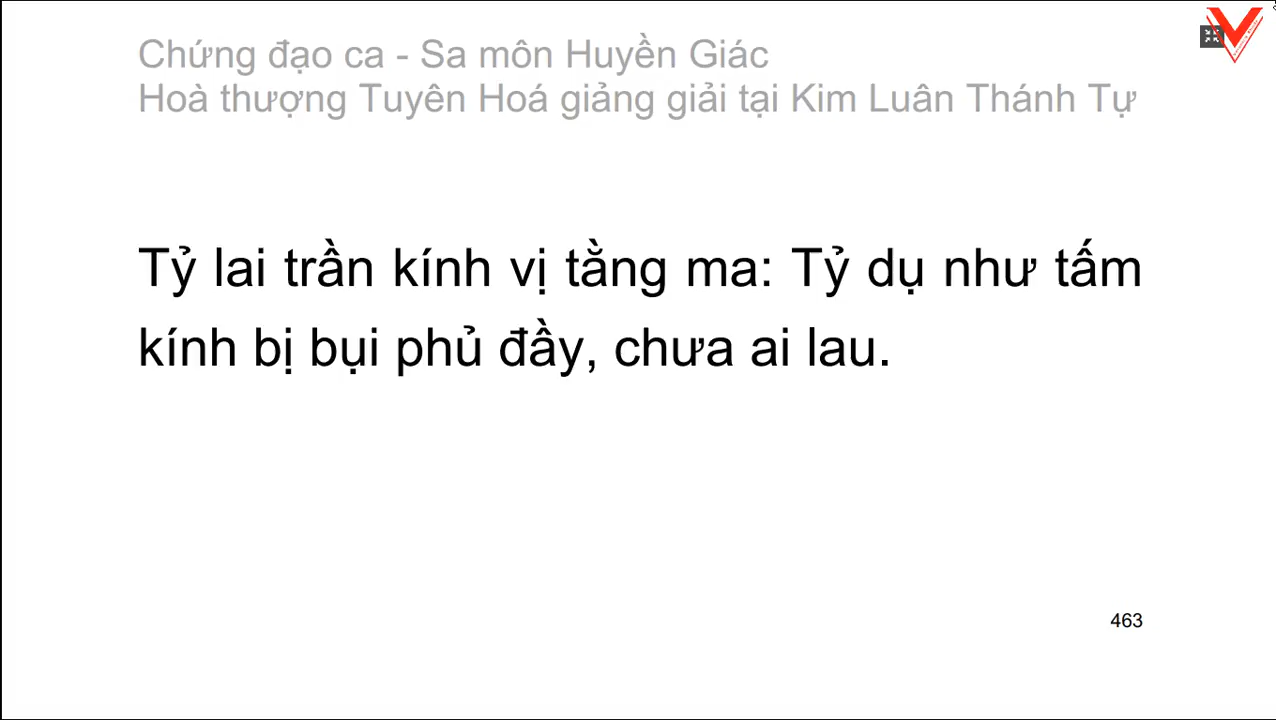 Chứng đạo ca - Sa môn Huyền Giác
Hoà thượng Tuyên Hoá giảng giải tại Kim Luân Thánh Tự
Tỷ lai trần kính vị tằng ma: Tỷ dụ như tấm
kính bị bụi phủ đầy, chưa ai lau.
463